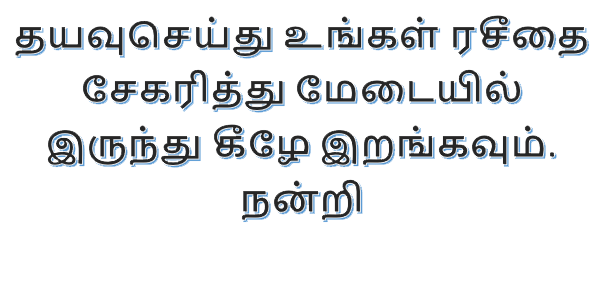 தயவுசெய்து உங்கள் ரசீதை
சேகரித்து மேடையில்
இருந்து கீழே இறங்கவும்.
நன்றி